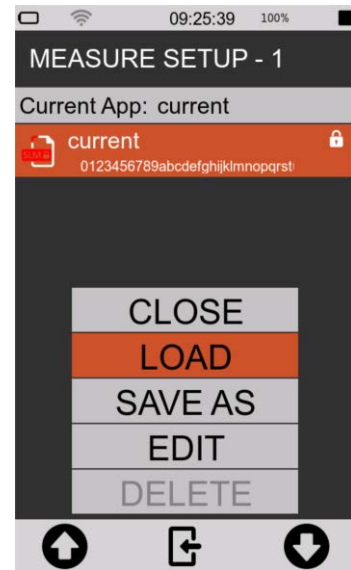 09:25:39 100%
MEASURE SETUP - 1
Current App: current
current
0123456789abcdefghijklmnopqrst
CLOSE
LOAD
SAVE AS
EDIT
DELETE